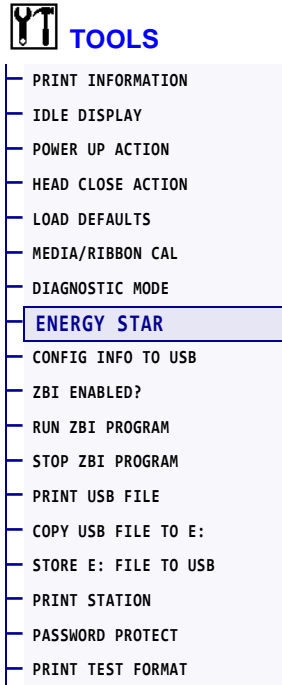 TOOLS
PRINT INFORMATION
IDLE DISPLAY
POWER UP ACTION
HEAD CLOSE ACTION
LOAD DEFAULTS
MEDIA/RIBBON CAL
DIAGNOSTIC MODE
ENERGY STAR
CONFIG INFO TO USB
ZBI ENABLED?
RUN ZBI PROGRAM
STOP ZBI PROGRAM
PRINT USB FILE
COPY USB FILE TO E:
STORE E: FILE TO USB
PRINT STATION
PASSWORD PROTECT
PRINT TEST FORMAT